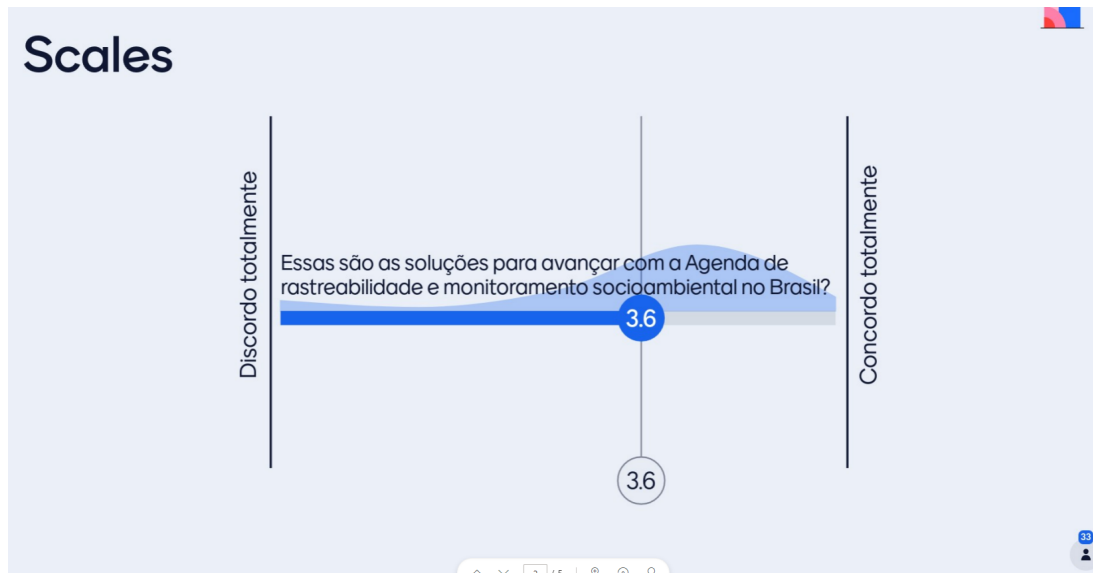 Scales
Discordo totalmente
Essas são as soluções para avançar com a Agenda de
rastreabilidade e monitoramento socioambiental no Brasil?
3.6
Concordo totalmente
3.6
33